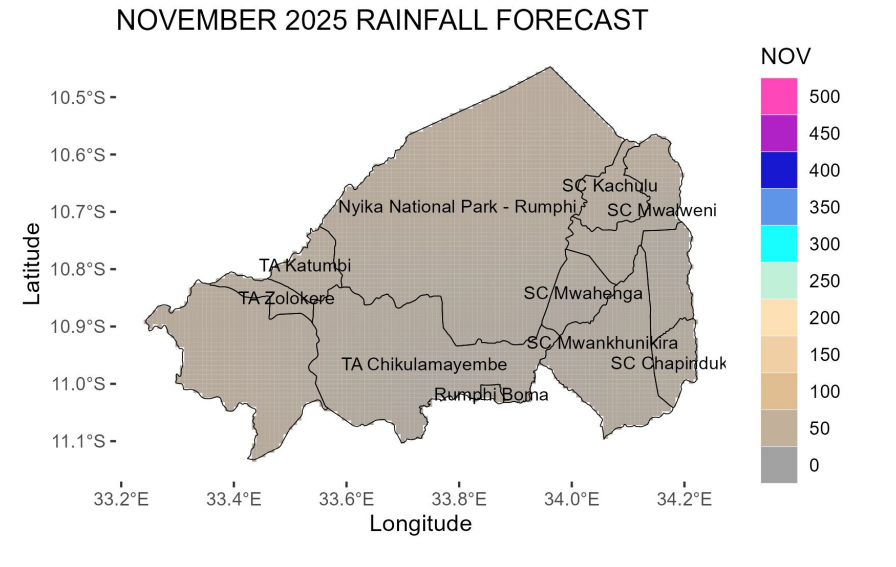 NOVEMBER 2025 RAINFALL FORECAST
NOV
500
450
400
350
300
250
200
150
100
50
0
Latitude
10.5°S
10.6°S
10.7°S
10.8°S
10.9°S
11.0°S
11.1°S
SC Kachulu
Nyika National Park - Rumphi
SC Mwalweni
TA Katumbi
SC Mwahenga
TA Zolokere
SC Mwankhunikira
TA Chikulamayembe
SC Chapinduk
Rumphi Boma
33.2°E
33.4°E
33.6°E
33.8°E
34.0°E
34.2°E
Longitude